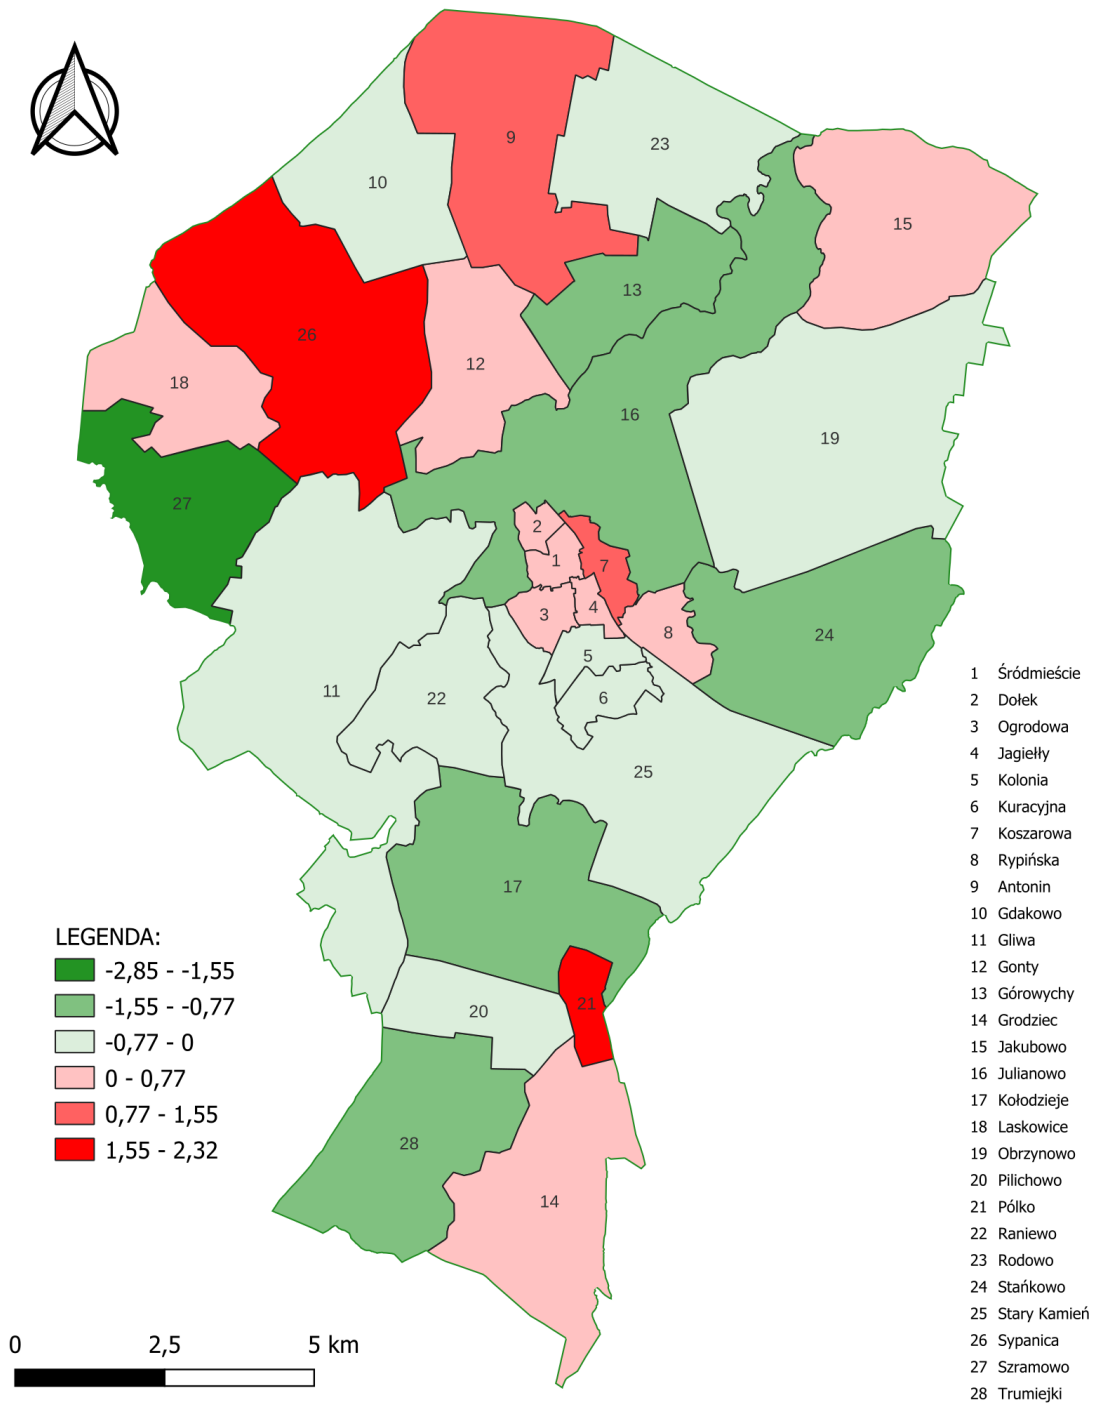 9
23
10
15
13
26
12
18
16
19
27
2
1
7
3
4
8
24
5
11
22
6
25
17
21
20
28
14
1 Śródmieście
2 Dołek
3 Ogrodowa
4 Jagiełły
5 Kolonia
6 Kuracyjna
7 Koszarowa
8 Rypińska
9 Antonin
10 Gdakowo
11 Gliwa
12 Gonty
13 Górowychy
14 Grodziec
15 Jakubowo
16 Julianowo
17 Kołodzieje
18 Laskowice
19 Obrzynowo
20 Pilichowo
21 Pólko
22 Raniewo
23 Rodowo
24 Stańkowo
25 Stary Kamień
26 Sypanica
27 Szramowo
28 Trumiejki
LEGENDA:
-2,85 - -1,55
-1,55 - -0,77
-0,77 - 0
0 - 0,77
0,77 - 1,55
1,55 - 2,32
0 2,5 5 km